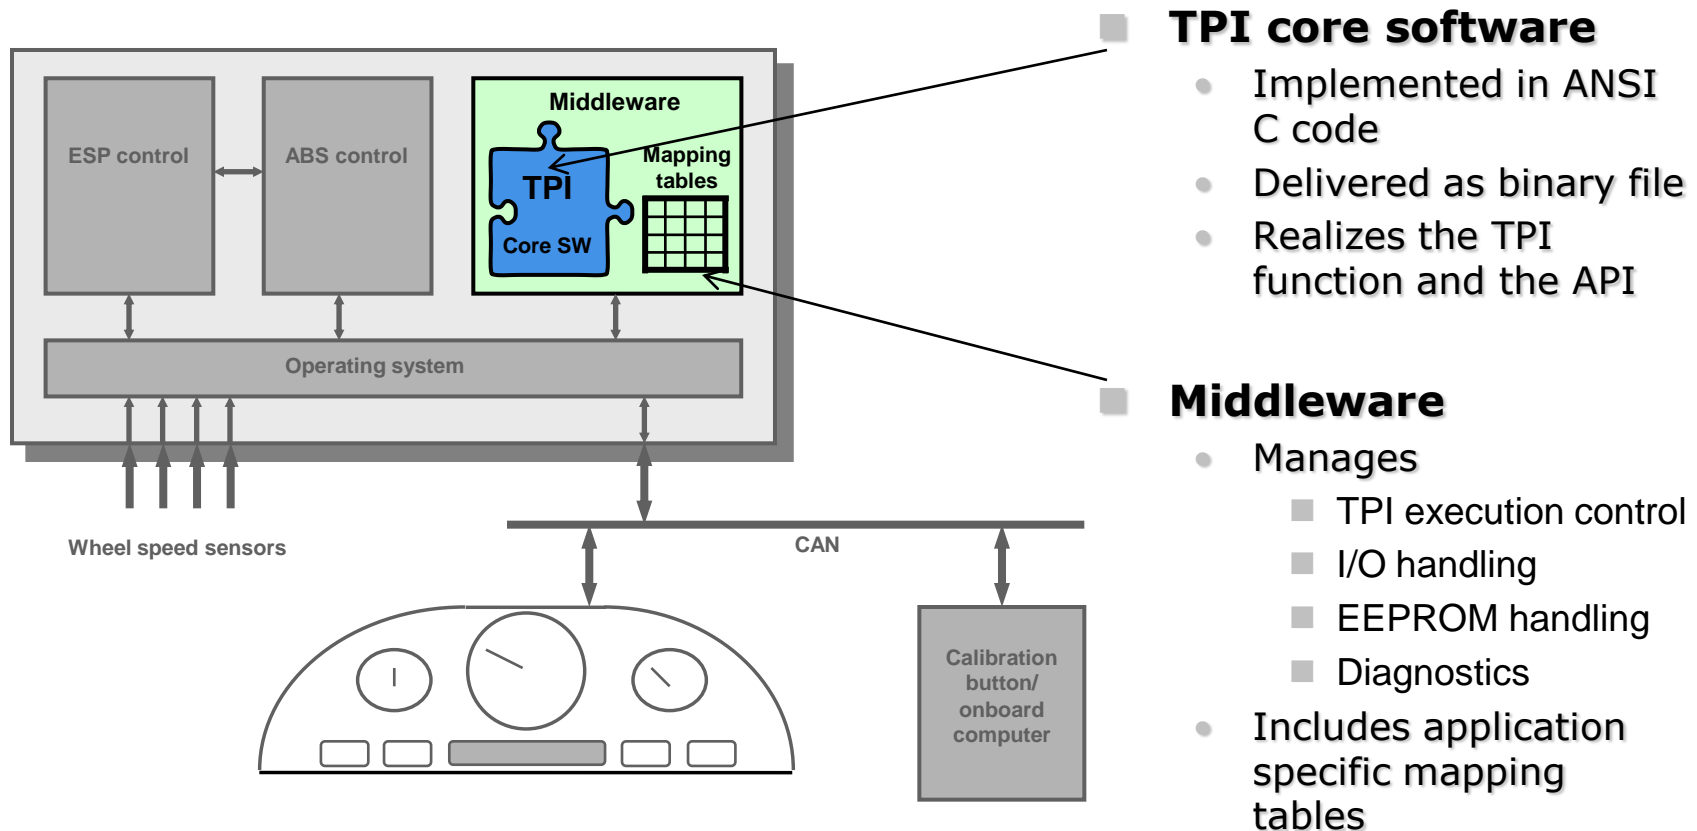 Middleware
ESP control
ABS control
Mapping
tables
TPI
Core SW
Operating system
Wheel speed sensors
CAN
Calibration
button/
onboard
computer
TPI core software
Implemented in ANSI
C code
Delivered as binary file
Realizes the TPI
function and the API
Middleware
Manages
TPI execution control
I/O handling
EEPROM handling
Diagnostics
Includes application
specific mapping
tables